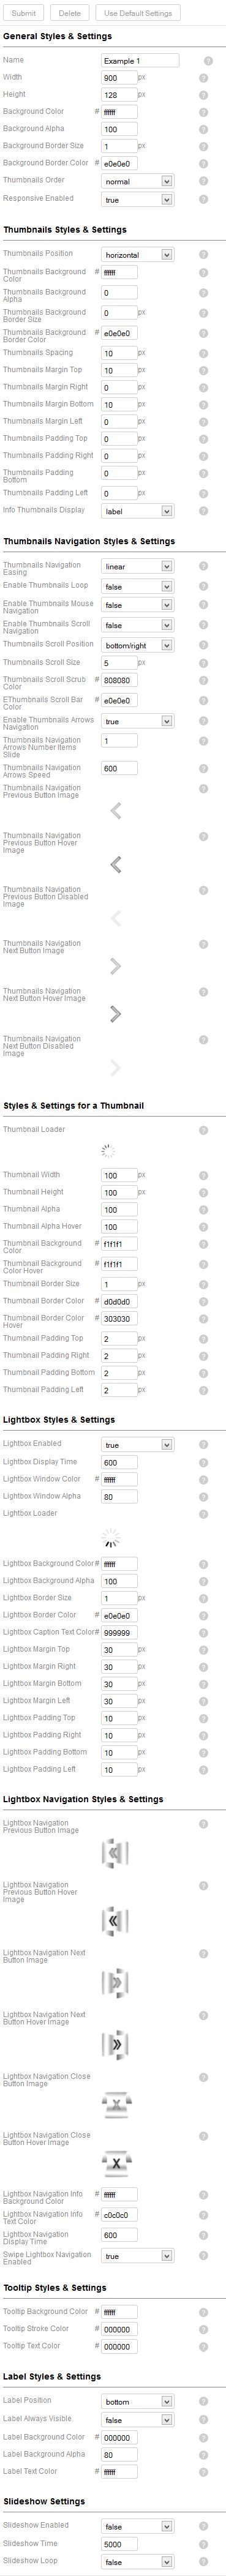 Submit Delete Use Default Settings
General Styles & Settings
Name Example 1 ?
Width 900 px ?
Height 128 px ?
Background Color # ffffff ?
Background Alpha 100 ?
Background Border Size 1 px ?
Background Border Color # e0e0e0 ?
Thumbnails Order normal ?
Responsive Enabled true ?
Thumbnails Styles & Settings
Thumbnails Position horizontal ?
Thumbnails Background # ffffff ?
Color
Thumbnails Background 0 ?
Alpha
Thumbnails Background 0 px ?
Border Size
Thumbnails Background # e0e0e0 ?
Border Color
Thumbnails Spacing 10 px ?
Thumbnails Margin Top 10 px ?
Thumbnails Margin Right 0 px ?
Thumbnails Margin Bottom 10 px ?
Thumbnails Margin Left 0 px ?
Thumbnails Padding Top 0 px ?
Thumbnails Padding Right 0 px ?
Thumbnails Padding 0 px ?
Bottom
Thumbnails Padding Left 0 px ?
Info Thumbnails Display label ?
Thumbnails Navigation Styles & Settings
Thumbnails Navigation linear ?
Easing
Enable Thumbnails Loop false ?
Enable Thumbnails Mouse false ?
Navigation
Enable Thumbnails Scroll false ?
Navigation
Thumbnails Scroll Position bottom/right ?
Thumbnails Scroll Size 5 px ?
Thumbnails Scroll Scrub # 808080 ?
Color
EThumbnails Scroll Bar # e0e0e0 ?
Color
Enable Thumbnails Arrows true ?
Navigation
Thumbnails Navigation 1 ?
Arrows Number Items
Slide
Thumbnails Navigation 600 ?
Arrows Speed
Thumbnails Navigation ?
Previous Button Image
Thumbnails Navigation ?
Previous Button Hover
Image
Thumbnails Navigation ?
Previous Button Disabled
Image
Thumbnails Navigation ?
Next Button Image
Thumbnails Navigation ?
Next Button Hover Image
Thumbnails Navigation ?
Next Button Disabled
Image
Styles & Settings for a Thumbnail
Thumbnail Loader ?
Thumbnail Width 100 px ?
Thumbnail Height 100 px ?
Thumbnail Alpha 100 ?
Thumbnail Alpha Hover 100 ?
Thumbnail Background # f1f1f1 ?
Color
Thumbnail Background # f1f1f1 ?
Color Hover
Thumbnail Border Size 1 px ?
Thumbnail Border Color # d0d0d0 ?
Thumbnail Border Color # 303030 ?
Hover
Thumbnail Padding Top 2 px ?
Thumbnail Padding Right 2 px ?
Thumbnail Padding Bottom 2 px ?
Thumbnail Padding Left 2 px ?
Lightbox Styles & Settings
Lightbox Enabled true ?
Lightbox Display Time 600 ?
Lightbox Window Color # ffffff ?
Lightbox Window Alpha 80 ?
Lightbox Loader ?
Lightbox Background Color # ffffff ?
Lightbox Background Alpha 100 ?
Lightbox Border Size 1 px ?
Lightbox Border Color # e0e0e0 ?
Lightbox Caption Text Color # 999999 ?
Lightbox Margin Top 30 px ?
Lightbox Margin Right 30 px ?
Lightbox Margin Bottom 30 px ?
Lightbox Margin Left 30 px ?
Lightbox Padding Top 10 px ?
Lightbox Padding Right 10 px ?
Lightbox Padding Bottom 10 px ?
Lightbox Padding Left 10 px ?
Lightbox Navigation Styles & Settings
Lightbox Navigation ?
Previous Button Image
Lightbox Navigation ?
Previous Button Hover
Image
Lightbox Navigation Next ?
Button Image
Lightbox Navigation Next ?
Button Hover Image
Lightbox Navigation Close ?
Button Image
X
Lightbox Navigation Close ?
Button Hover Image
X
Lightbox Navigation Info # ffffff ?
Background Color
Lightbox Navigation Info # c0c0c0 ?
Text Color
Lightbox Navigation 600 ?
Display Time
Swipe Lightbox Navigation true ?
Enabled
Tooltip Styles & Settings
Tooltip Background Color # ffffff ?
Tooltip Stroke Color # 000000 ?
Tooltip Text Color # 000000 ?
Label Styles & Settings
Label Position bottom ?
Label Always Visible false ?
Label Background Color # 000000 ?
Label Background Alpha 80 ?
Label Text Color # ffffff ?
Slideshow Settings
Slideshow Enabled false ?
Slideshow Time 5000 ?
Slideshow Loop false ?